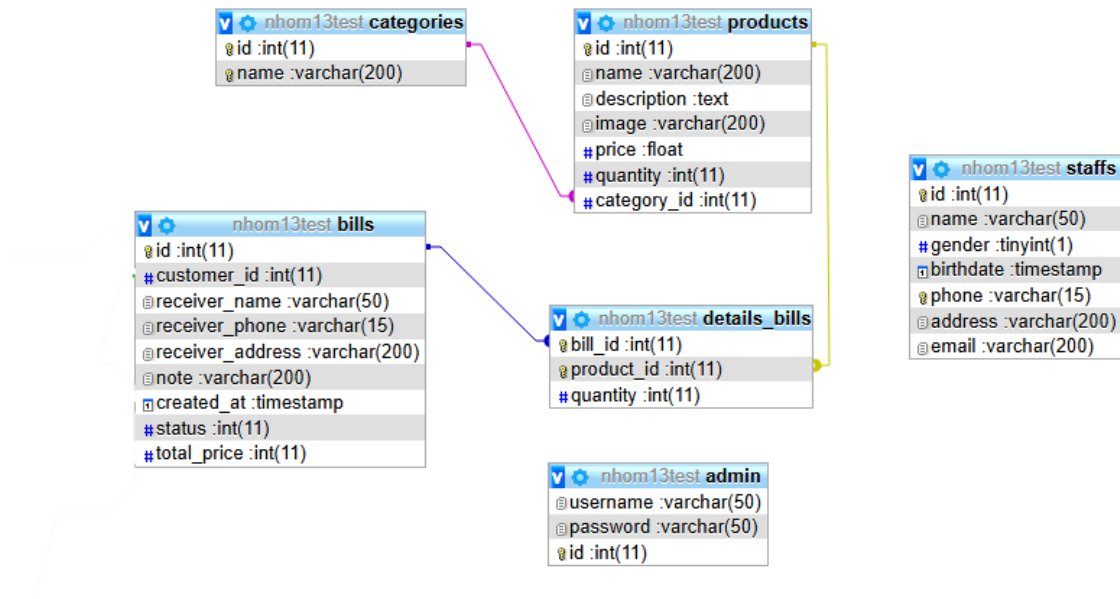 nhom13test categories
id :int(11)
name :varchar(200)
nhom13test products
id :int(11)
name :varchar(200)
description :text
image :varchar(200)
price :float
quantity :int(11)
category_id :int(11)
nhom13test staffs
id :int(11)
name :varchar(50)
gender :tinyint(1)
birthdate :timestamp
phone :varchar(15)
address :varchar(200)
email :varchar(200)
nhom13test bills
id :int(11)
customer_id :int(11)
receiver_name :varchar(50)
receiver_phone :varchar(15)
receiver_address :varchar(200)
note :varchar(200)
created_at :timestamp
status :int(11)
total_price :int(11)
nhom13test details_bills
bill_id :int(11)
product_id :int(11)
quantity :int(11)
nhom13test admin
username :varchar(50)
password :varchar(50)
id :int(11)